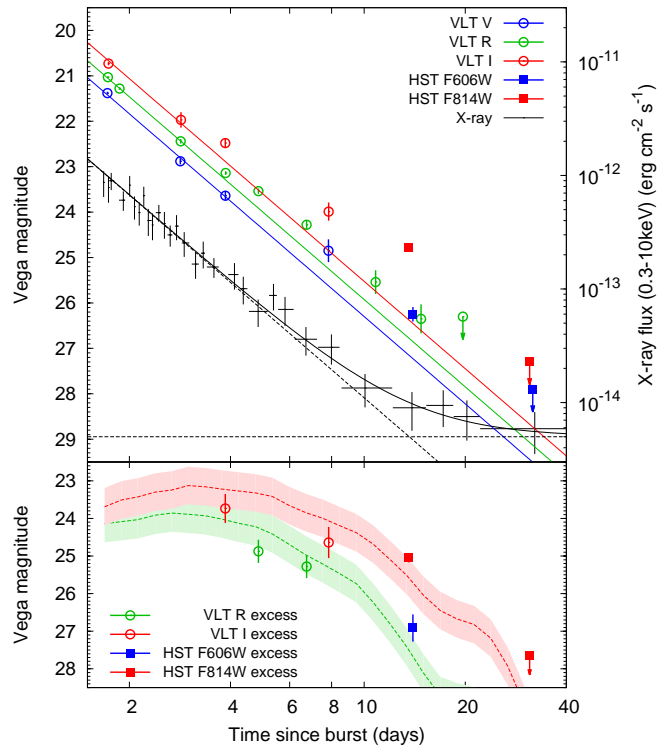 VLT V
VLT R
VLT I
HST F606W
HST F814W
X-ray
20
21
22
23
24
25
26
27
28
29
Vega magnitude
10^-11
10^-12
10^-13
10^-14
X-ray flux (0.3-10keV) (erg cm^-2 s^-1)
23
24
25
26
27
28
Vega magnitude
VLT R excess
VLT I excess
HST F606W excess
HST F814W excess
2 4 6 8 10 20 40
Time since burst (days)